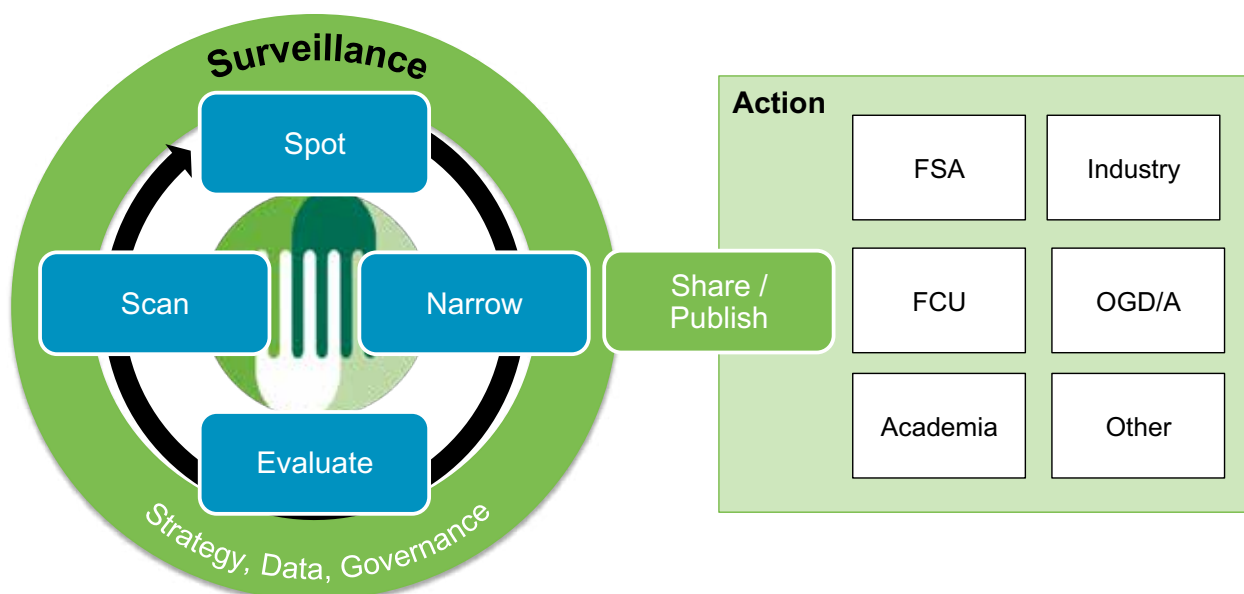 Surveillance
Spot
Scan
Narrow
Evaluate
Strategy, Data, Governance
Share /
Publish
Action
FSA
Industry
FCU
OGD/A
Academia
Other